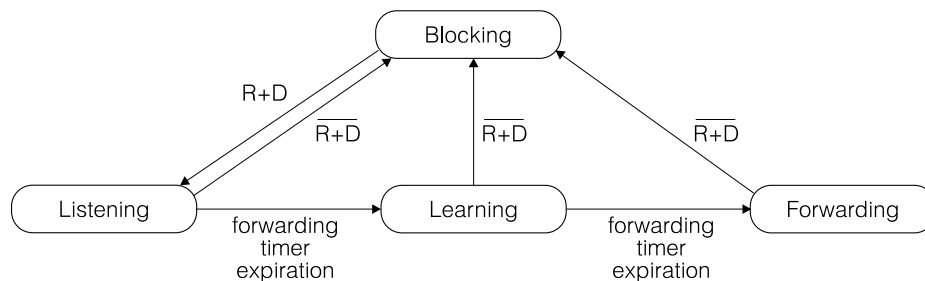 Blocking
R+D
R+D
R+D
R+D
Listening
Learning
Forwarding
forwarding
timer
expiration
forwarding
timer
expiration